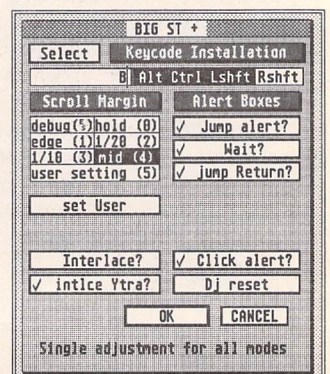 BIG ST +
Select Keycode Installation
B Alt Ctrl Lshft Rshft
Scroll Margin Alert Boxes
debug(%) hold (0) ✓ Jump alert?
edge (1) 1/20 (2) ✓ Wait?
1/10 (3) mid (4) ✓ jump Return?
user setting (5)
set User
Interlace? ✓ Click alert?
✓ intlce Ytra? Dj reset
OK CANCEL
Single adjustment for all modes